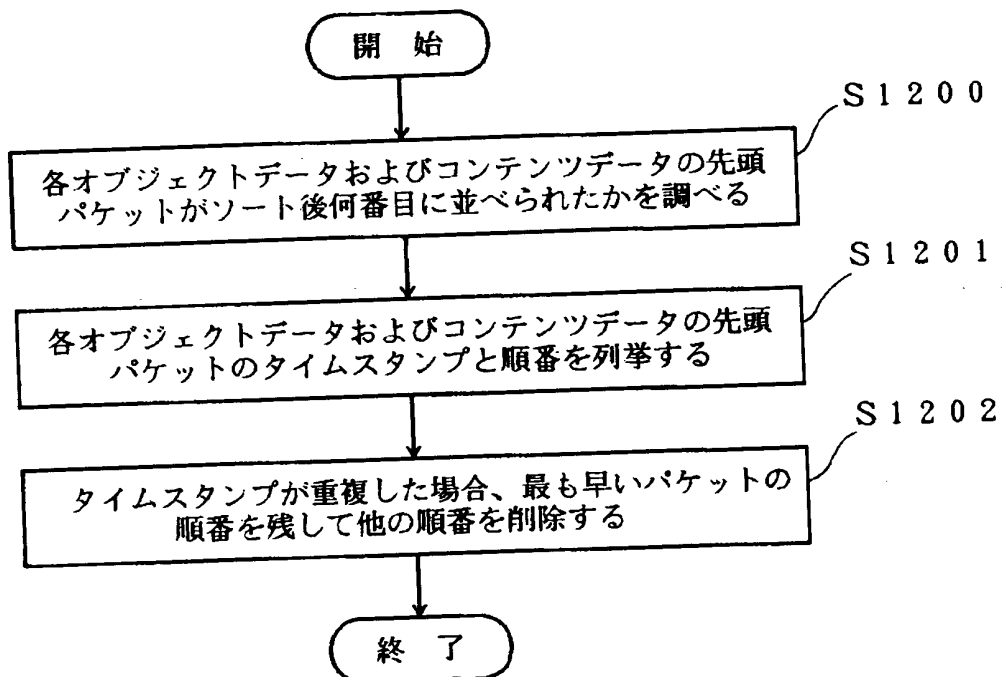 開 始
S1200
各オブジェクトデータおよびコンテンツデータの先頭
パケットがソート後何番目に並べられたかを調べる
S1201
各オブジェクトデータおよびコンテンツデータの先頭
パケットのタイムスタンプと順番を列挙する
S1202
タイムスタンプが重複した場合、最も早いパケットの
順番を残して他の順番を削除する
終 了